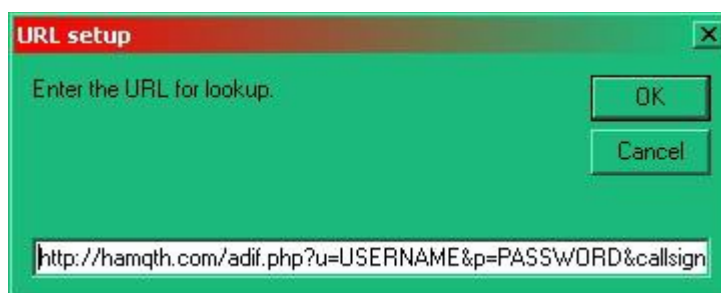 URL setup
Enter the URL for lookup.
OK
Cancel
http://hamqth.com/adif.php?u=USERNAME&p=PASSWORD&callsign